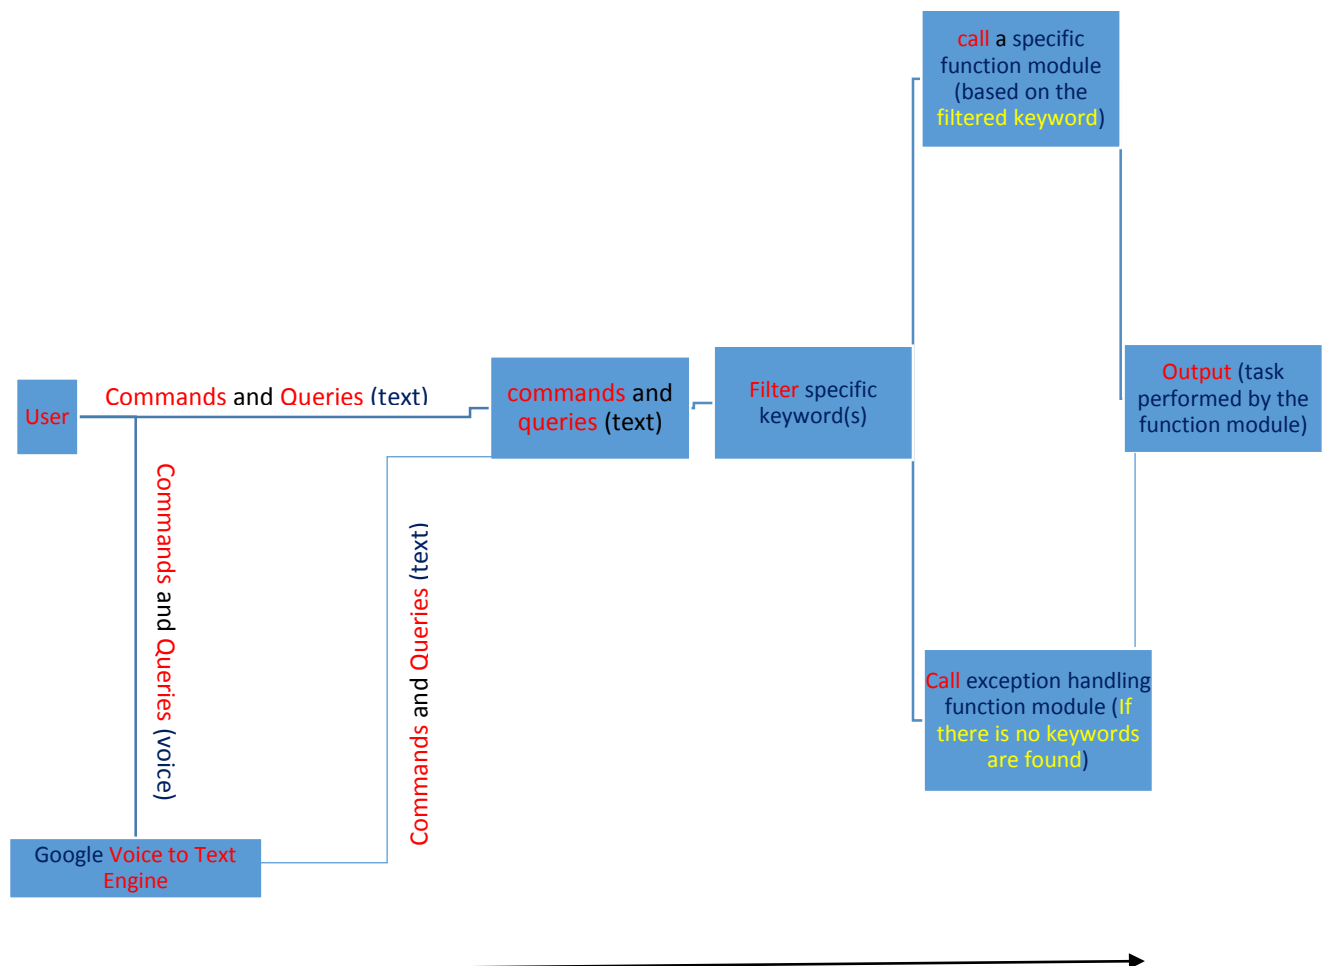 call a specific
function module
(based on the
filtered keyword)
User
Commands and Queries (text)
commands and
queries (text)
Filter specific
keyword(s)
Output (task
performed by the
function module)
Commands and Queries (voice)
Commands and Queries (text)
Call exception handling
function module (If
there is no keywords
are found)
Google Voice to Text
Engine